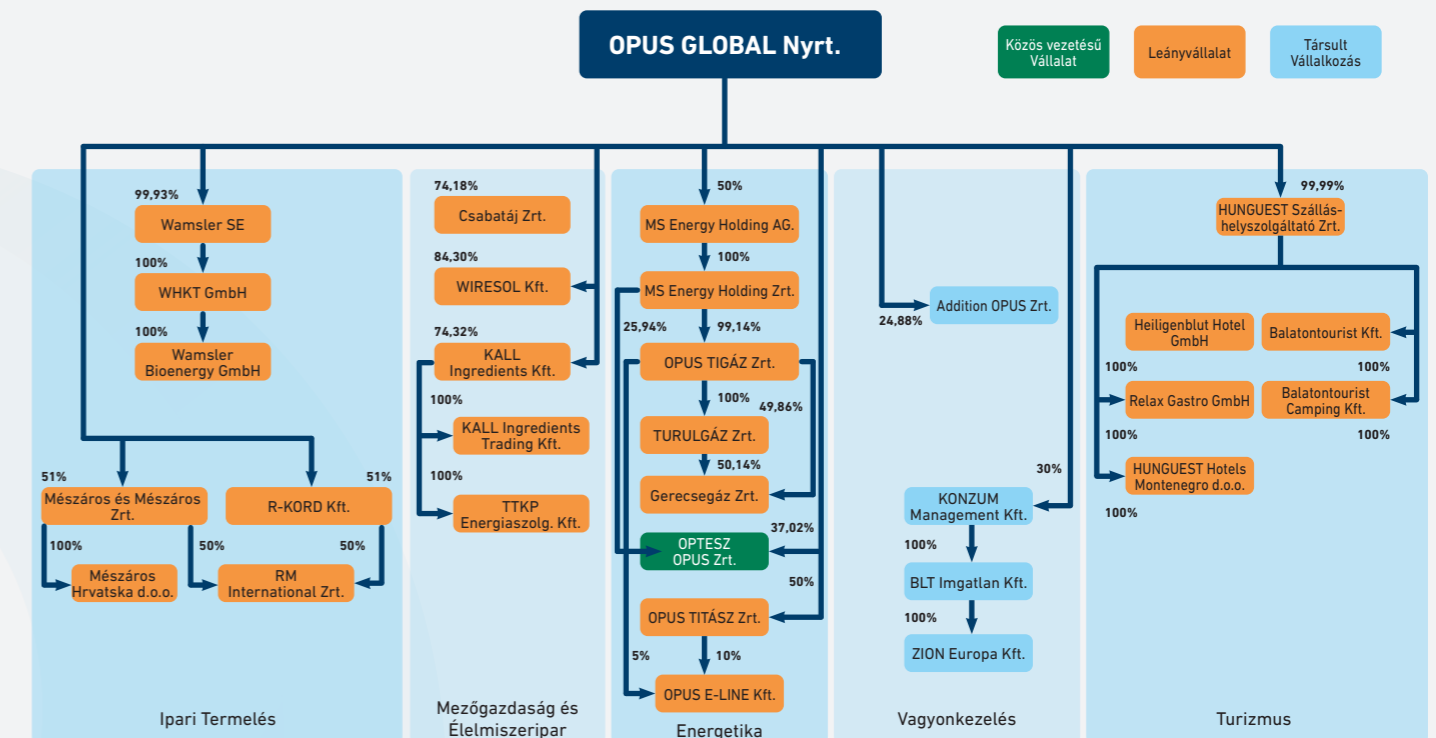 OPUS GLOBAL Nyrt.
Közös vezetésű
Vállalat
Leányvállalat
Társult
Vállalkozás
99,93%
Wamsler SE
100%
WHKT GmbH
100%
Wamsler
Bioenergy GmbH
51%
Mészáros és Mészáros
Zrt.
51%
R-KORD Kft.
100%
50%
50%
Mészáros
Hrvatska d.o.o.
RM
International Zrt.
Ipari Termelés
74,18%
Csabatáj Zrt.
84,30%
WIRESOL Kft.
74,32%
KALL
Ingredients Kft.
100%
KALL Ingredients
Trading Kft.
100%
TTKP
Energiaszolg. Kft.
Mezőgazdaság és
Élelmiszeripar
50%
MS Energy Holding AG.
100%
MS Energy Holding Zrt.
25,94%
99,14%
OPUS TIGÁZ Zrt.
100%
49,86%
TURULGÁZ Zrt.
50,14%
Gerecsegáz Zrt.
37,02%
OPTESZ
OPUS Zrt.
50%
OPUS TITÁSZ Zrt.
5%
10%
OPUS E-LINE Kft.
Energetika
24,88%
Addition OPUS Zrt.
30%
KONZUM
Management Kft.
100%
BLT Imgatlan Kft.
100%
ZION Europa Kft.
Vagyonkezelés
99,99%
HUNGUEST Szállás-
helyszolgáltató Zrt.
Heiligenblut Hotel
GmbH
100%
Balatontourist Kft.
100%
Relax Gastro GmbH
100%
Balatontourist
Camping Kft.
100%
HUNGUEST Hotels
Montenegro d.o.o.
100%
Turizmus